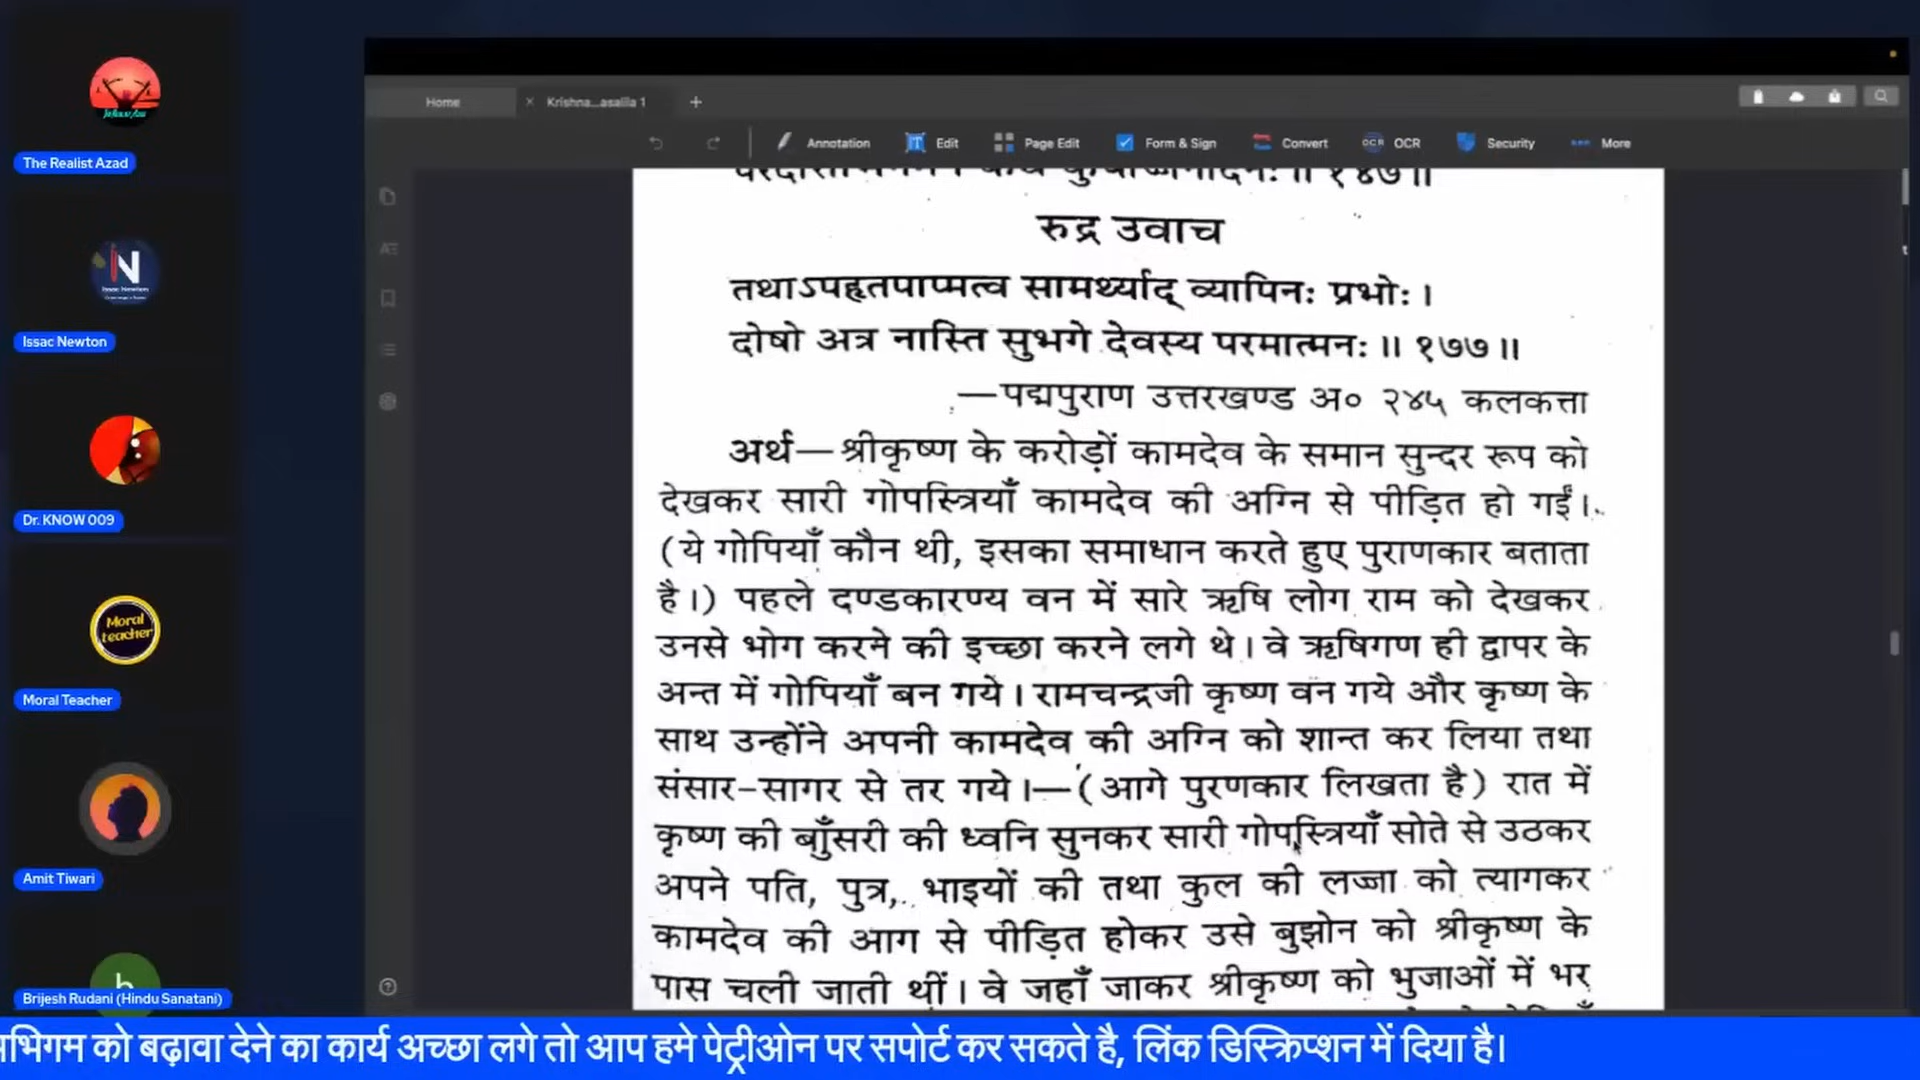 The Realist Azad
Issac Newton
Dr. KNOW 009
Moral
teacher
Moral Teacher
Amit Tiwari
Brijesh Rudani (Hindu Sanatani)
Home
Krishna...asalila 1
Annotation
Edit
Page Edit
Form & Sign
Convert
OCR
Security
More
रुद्र उवाच
तथाऽपहृतपाप्मत्व सामर्थ्याद् व्यापिनः प्रभोः ।
दोषो अत्र नास्ति सुभगे देवस्य परमात्मनः ॥ १७७ ॥
—पद्मपुराण उत्तरखण्ड अ० २४५ कलकत्ता
अर्थ—श्रीकृष्ण के करोड़ों कामदेव के समान सुन्दर रूप को
देखकर सारी गोपस्त्रियाँ कामदेव की अग्नि से पीड़ित हो गईं।
(ये गोपियाँ कौन थी, इसका समाधान करते हुए पुराणकार बताता
है।) पहले दण्डकारण्य वन में सारे ऋषि लोग राम को देखकर
उनसे भोग करने की इच्छा करने लगे थे। वे ऋषिगण ही द्वापर के
अन्त में गोपियाँ बन गये। रामचन्द्रजी कृष्ण वन गये और कृष्ण के
साथ उन्होंने अपनी कामदेव की अग्नि को शान्त कर लिया तथा
संसार-सागर से तर गये।—(आगे पुरणकार लिखता है) रात में
कृष्ण की बाँसुरी की ध्वनि सुनकर सारी गोपस्त्रियाँ सोते से उठकर
अपने पति, पुत्र, भाइयों की तथा कुल की लज्जा को त्यागकर
कामदेव की आग से पीड़ित होकर उसे बुझोन को श्रीकृष्ण के
पास चली जाती थीं। वे जहाँ जाकर श्रीकृष्ण को भुजाओं में भर
भिगम को बढ़ावा देने का कार्य अच्छा लगे तो आप हमे पेट्रीओन पर सपोर्ट कर सकते है, लिंक डिस्क्रिप्शन में दिया है।